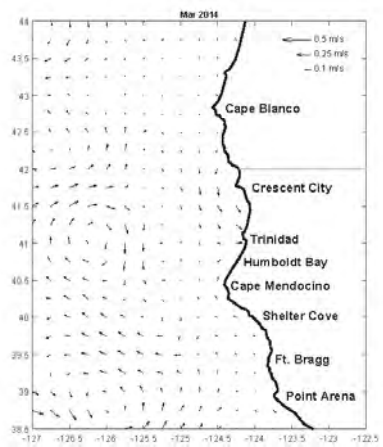 Mar 2014
44
0.5 m/s
0.25 m/s
43.5
0.1 m/s
43
Cape Blanco
42.5
42
Crescent City
41.5
Trinidad
41
Humboldt Bay
40.5
Cape Mendocino
Shelter Cove
40
39.5
Ft. Bragg
39
Point Arena
38.5
-127 -126.5 -126 -125.5 -125 -124.5 -124 -123.5 -123 -122.5